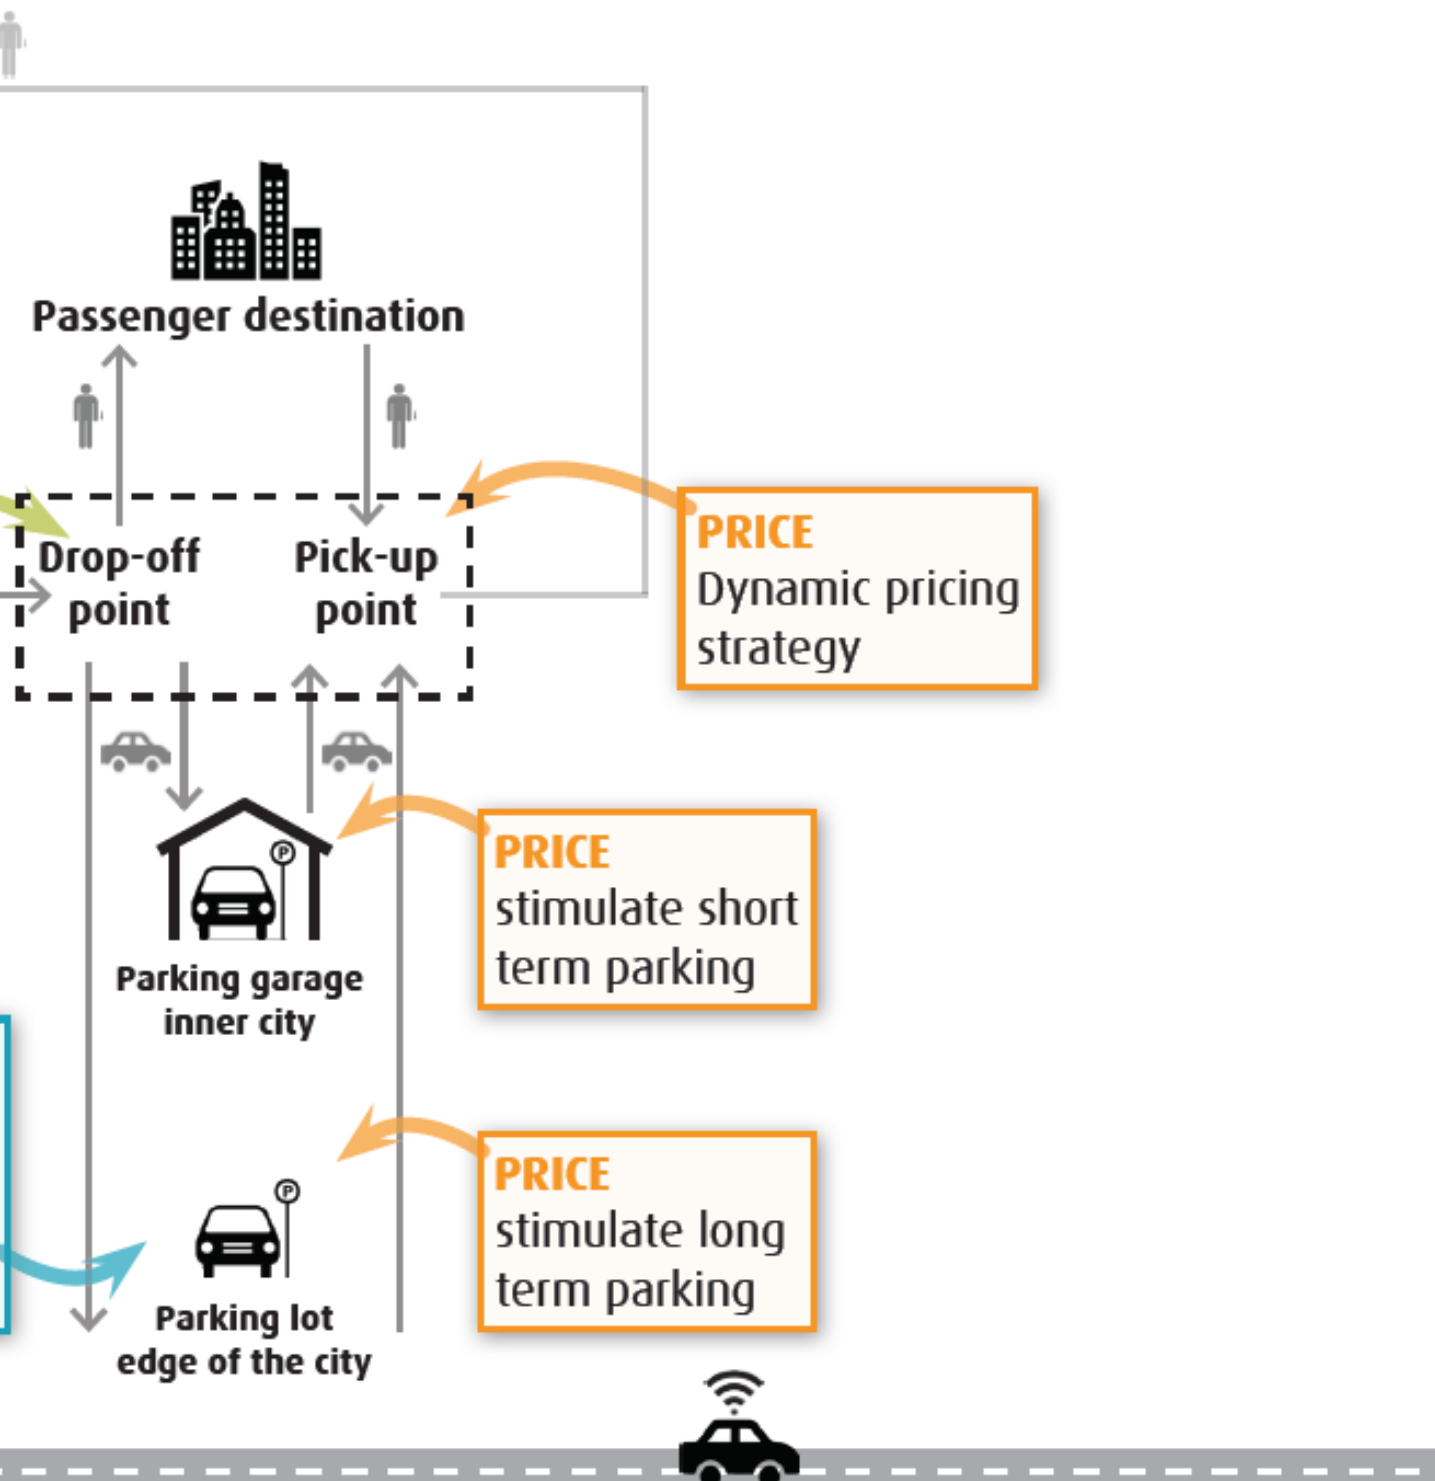 Passenger destination
Drop-off
point
Pick-up
point
PRICE
Dynamic pricing
strategy
P
PRICE
stimulate short
term parking
Parking garage
inner city
P
PRICE
stimulate long
term parking
Parking lot
edge of the city